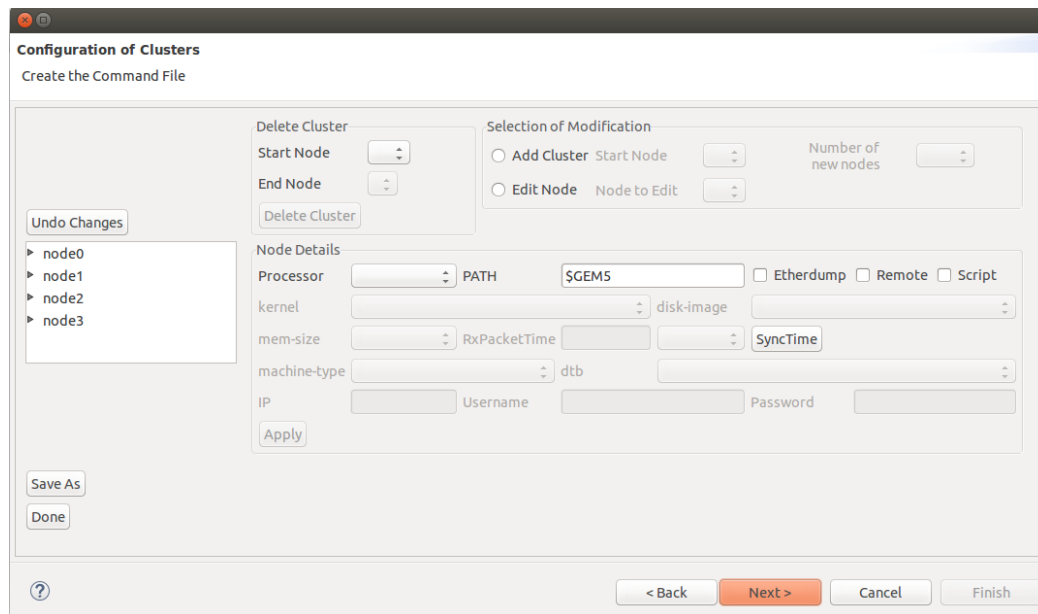 Configuration of Clusters
Create the Command File
Delete Cluster
Start Node
End Node
Delete Cluster
Selection of Modification
Add Cluster Start Node Number of
new nodes
Edit Node Node to Edit
Undo Changes
node0
node1
node2
node3
Node Details
Processor PATH $GEM5 Etherdump Remote Script
kernel disk-image
mem-size RxPacketTime SyncTime
machine-type dtb
IP Username Password
Apply
Save As
Done
? < Back Next > Cancel Finish